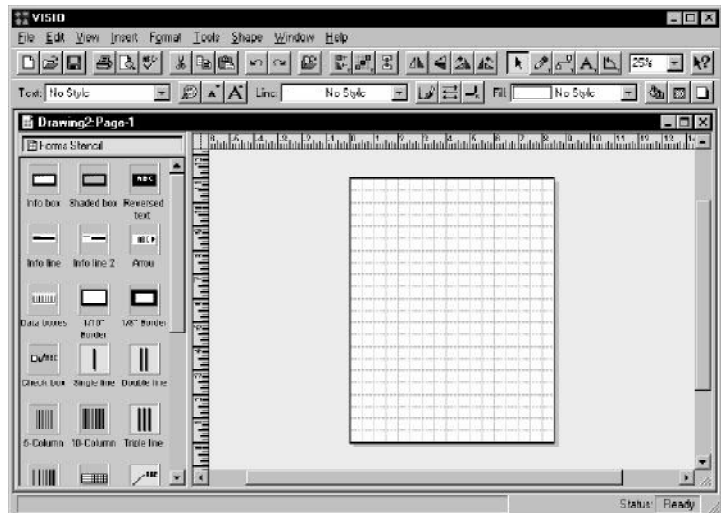 VISIO
File Edit View Insert Format Tools Shape Window Help
25%
Text: No Style Line: No Style Fill: No Style
Drawing2:Page-1
Forms Stencil
Info box Shaded box Reversed text
Info line Info line 2 Arrow
Data boxes 1/16" Border 1/8" Border
Check box Single line Double line
5-Column 10-Column Triple line
Status: Ready